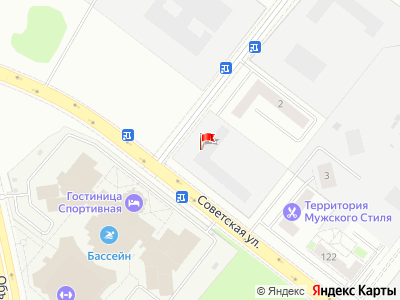 2
Гостиница
Спортивная
Советская ул.
3
Территория
Мужского Стиля
Бассейн
122
© Яндекс Яндекс Карты